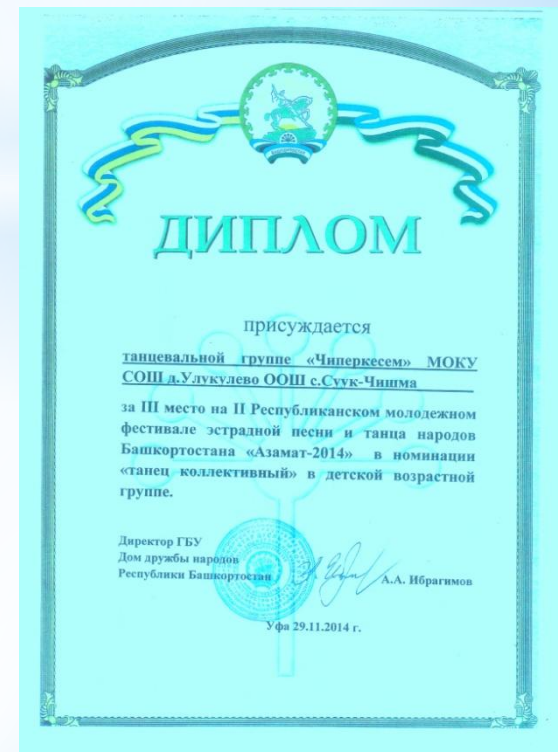 ДИПЛОМ
присуждается
танцевальной группе «Чиперкесем» МОКУ
СОШ д.Улукулево ООШ с.Суук-Чишма
за III место на II Республиканском молодежном
фестивале эстрадной песни и танца народов
Башкортостана «Азамат-2014» в номинации
«танец коллективный» в детской возрастной
группе.
Директор ГБУ
Дом дружбы народов
Республики Башкортостан А.А. Ибрагимов
Уфа 29.11.2014 г.